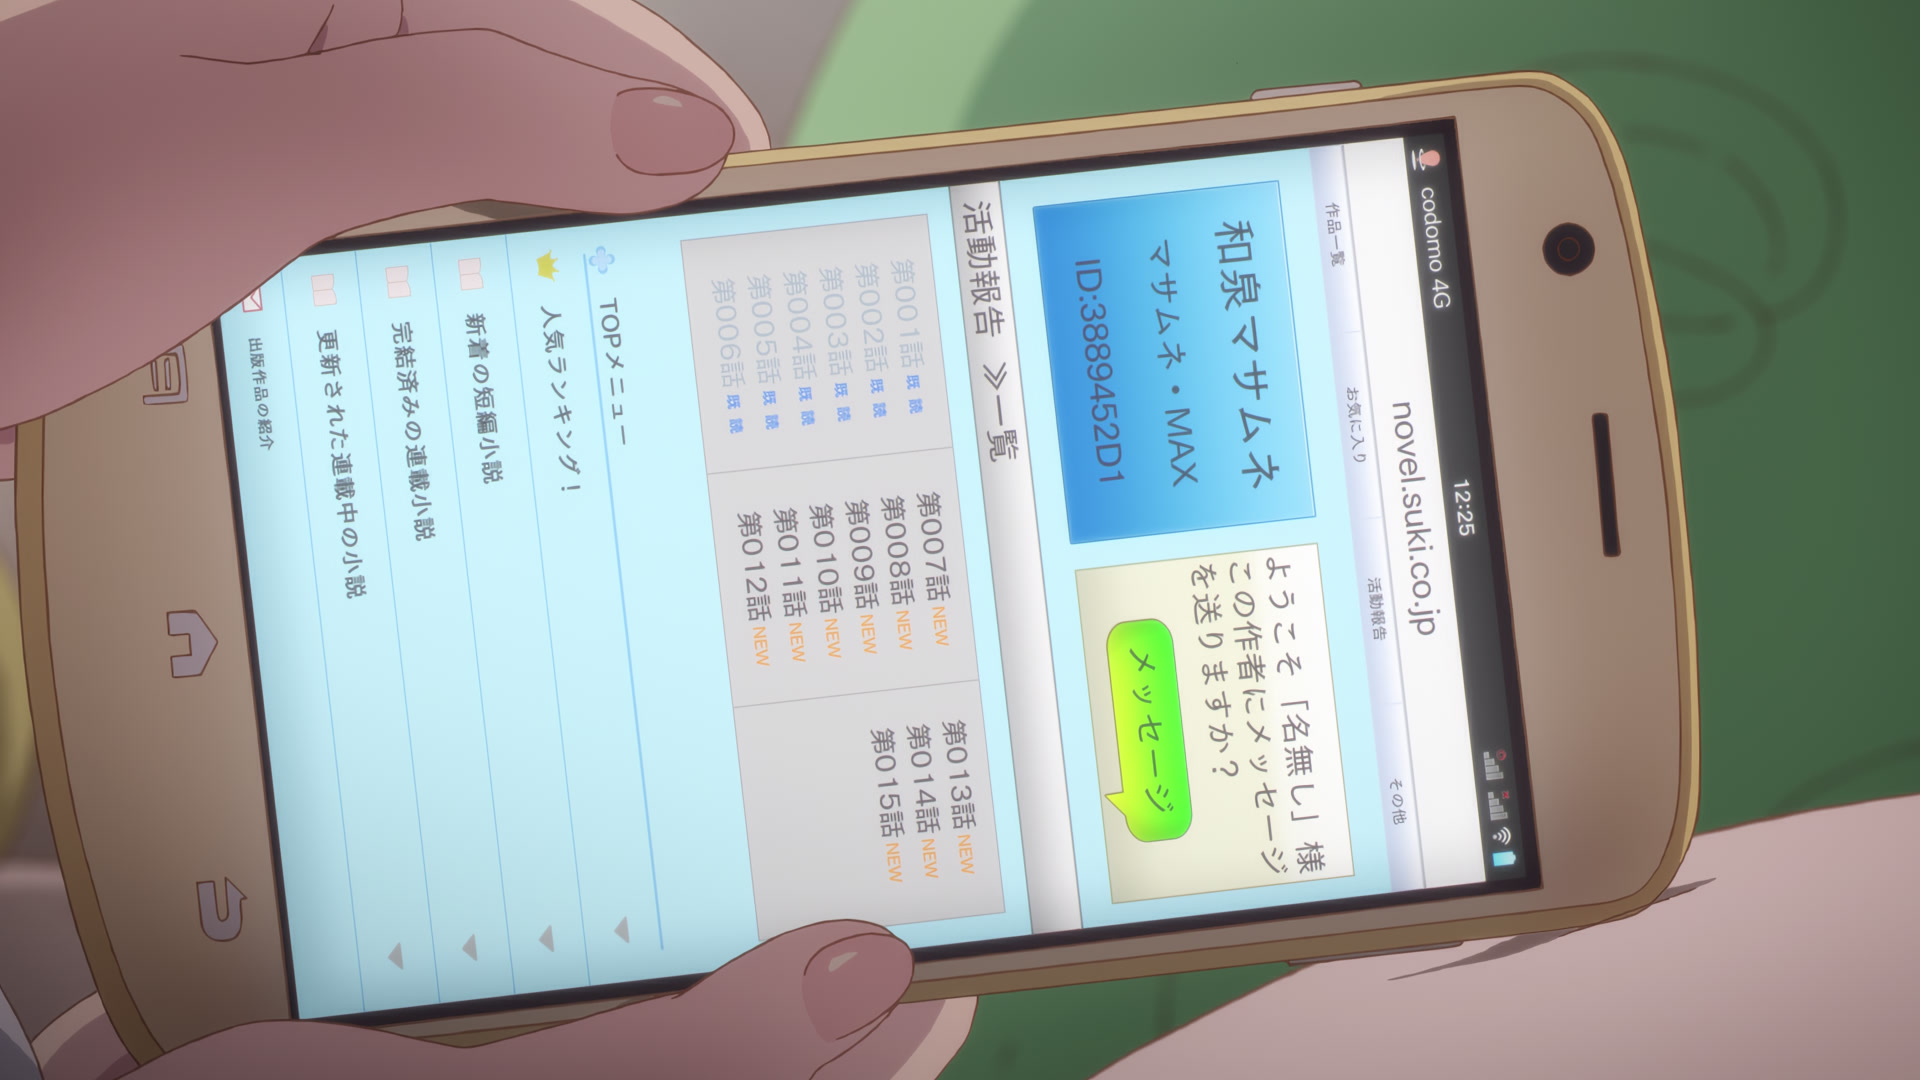 codomo 4G 12:25
novel.suki.co.jp
作品一覧 お気に入り 活動報告 その他
和泉マサムネ
マサムネ・MAX
ID:3889452D1
ようこそ「名無し」様
この作者にメッセージ
を送りますか？
メッセージ
活動報告 ≫一覧
第001話 既読
第002話 既読
第003話 既読
第004話 既読
第005話 既読
第006話 既読
第007話 NEW
第008話 NEW
第009話 NEW
第010話 NEW
第011話 NEW
第012話 NEW
第013話 NEW
第014話 NEW
第015話 NEW
TOPメニュー
人気ランキング！
新着の短編小説
完結済みの連載小説
更新された連載中の小説
出版作品の紹介